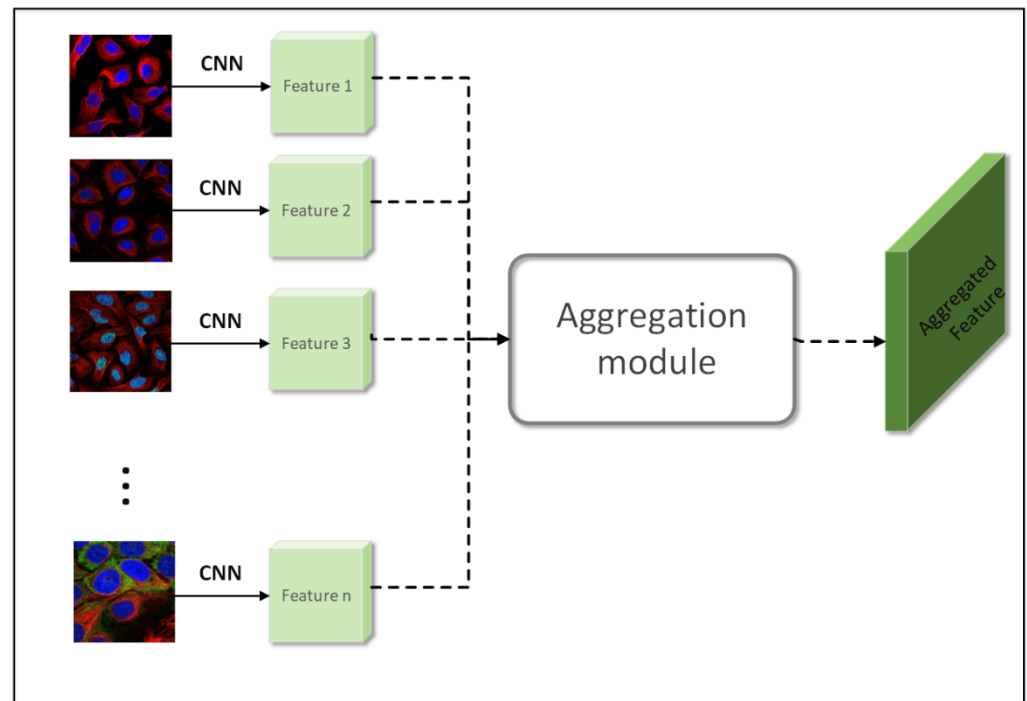 CNN
Feature 1
CNN
Feature 2
CNN
Feature 3
CNN
Feature n
Aggregation
module
Aggregated
Feature